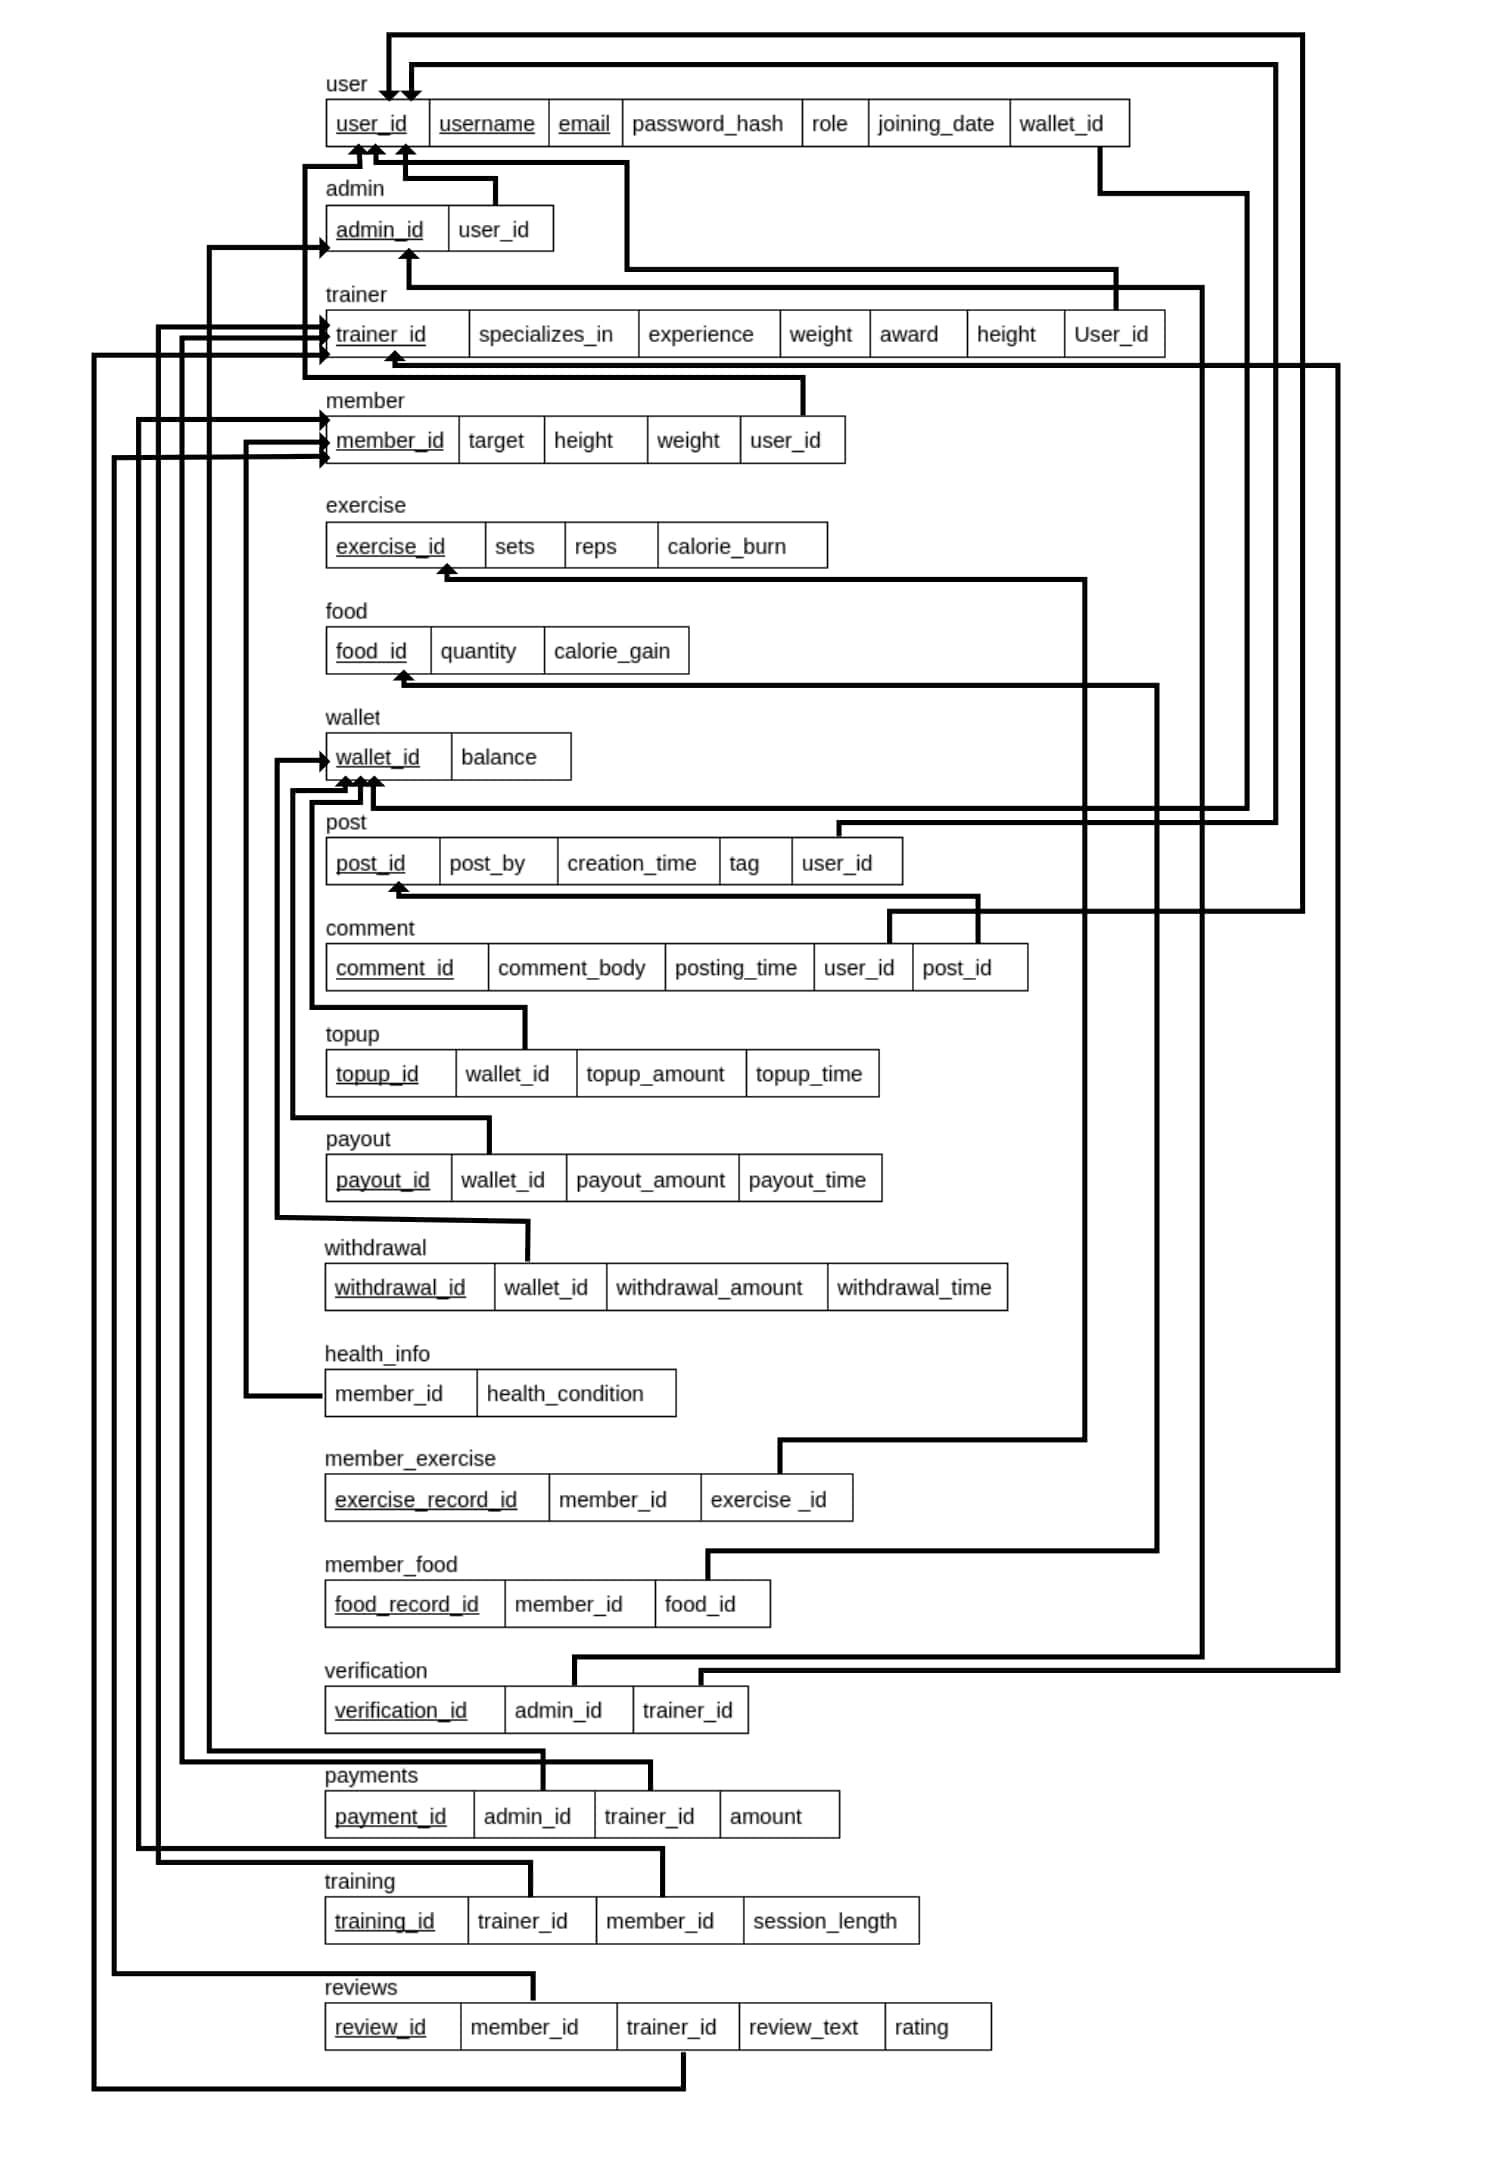 user
user_id username email password_hash role joining_date wallet_id
admin
admin_id user_id
trainer
trainer_id specializes_in experience weight award height User_id
member
member_id target height weight user_id
exercise
exercise_id sets reps calorie_burn
food
food_id quantity calorie_gain
wallet
wallet_id balance
post
post_id post_by creation_time tag user_id
comment
comment_id comment_body posting_time user_id post_id
topup
topup_id wallet_id topup_amount topup_time
payout
payout_id wallet_id payout_amount payout_time
withdrawal
withdrawal_id wallet_id withdrawal_amount withdrawal_time
health_info
member_id health_condition
member_exercise
exercise_record_id member_id exercise _id
member_food
food_record_id member_id food_id
verification
verification_id admin_id trainer_id
payments
payment_id admin_id trainer_id amount
training
training_id trainer_id member_id session_length
reviews
review_id member_id trainer_id review_text rating